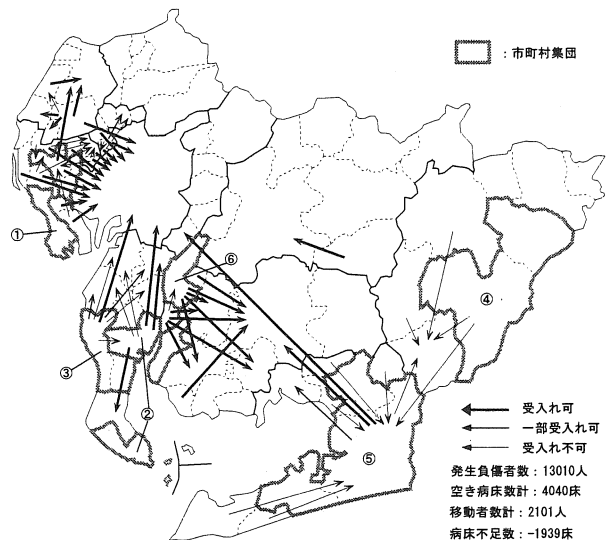 ：市町村集団
①
⑥
④
③
②
⑤
受入れ可
一部受入れ可
受入れ不可
発生負傷者数：13010人
空き病床数計：4040床
移動者数計：2101人
病床不足数：-1939床